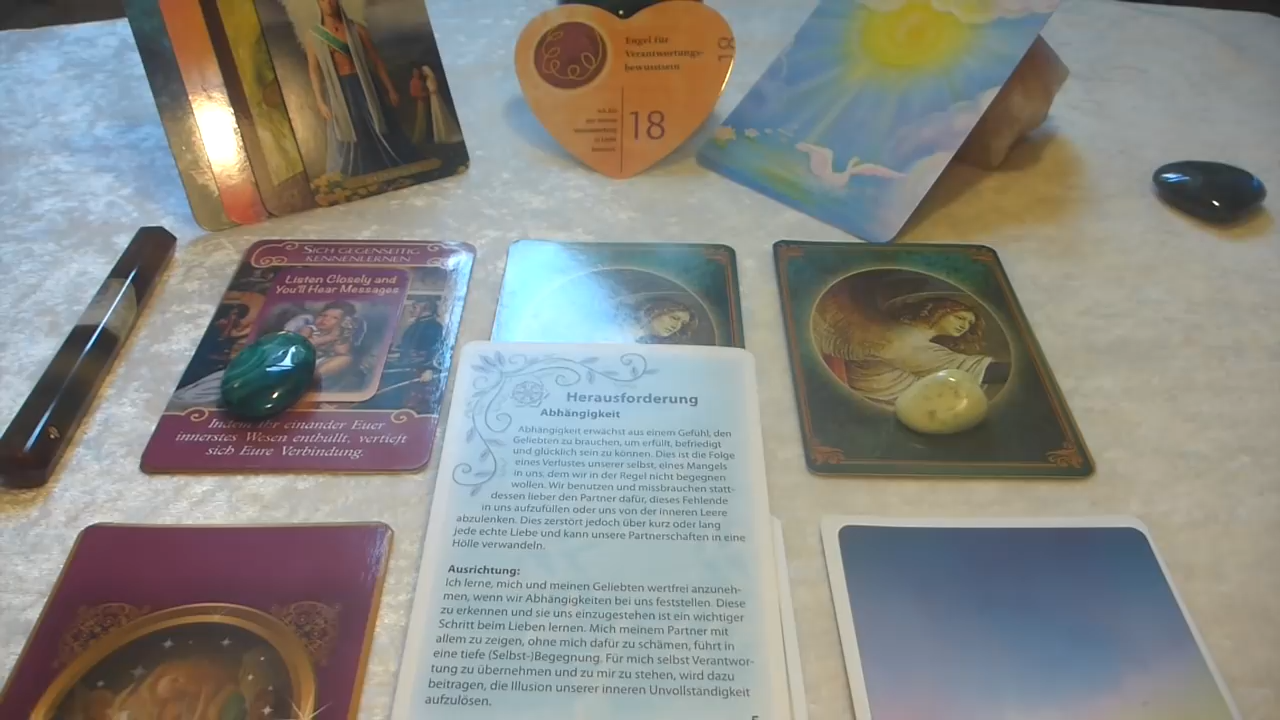 Engel für
Verantwortungs-
bewusstsein
18
18
SICH GEGENSEITIG
KENNENLERNEN
Listen Closely and
You'll Hear Messages
Indem Ihr einander Euer
innerstes Wesen enthüllt, vertieft
sich Eure Verbindung.
Herausforderung
Abhängigkeit
Abhängigkeit erwächst aus einem Gefühl, den
Geliebten zu brauchen, um erfüllt, befriedigt
und glücklich sein zu können. Dies ist die Folge
eines Verlustes unserer selbst, eines Mangels
in uns, dem wir in der Regel nicht begegnen
wollen. Wir benutzen und missbrauchen statt-
dessen lieber den Partner dafür, dieses Fehlende
in uns aufzufüllen oder uns von der inneren Leere
abzulenken. Dies zerstört jedoch über kurz oder lang
jede echte Liebe und kann unsere Partnerschaften in eine
Hölle verwandeln.
Ausrichtung:
Ich lerne, mich und meinen Geliebten wertfrei anzuneh-
men, wenn wir Abhängigkeiten bei uns feststellen. Diese
zu erkennen und sie uns einzugestehen ist ein wichtiger
Schritt beim Lieben lernen. Mich meinem Partner mit
allem zu zeigen, ohne mich dafür zu schämen, führt in
eine tiefe (Selbst-)Begegnung. Für mich selbst Verantwor-
tung zu übernehmen und zu mir zu stehen, wird dazu
beitragen, die Illusion unserer inneren Unvollständigkeit
aufzulösen.